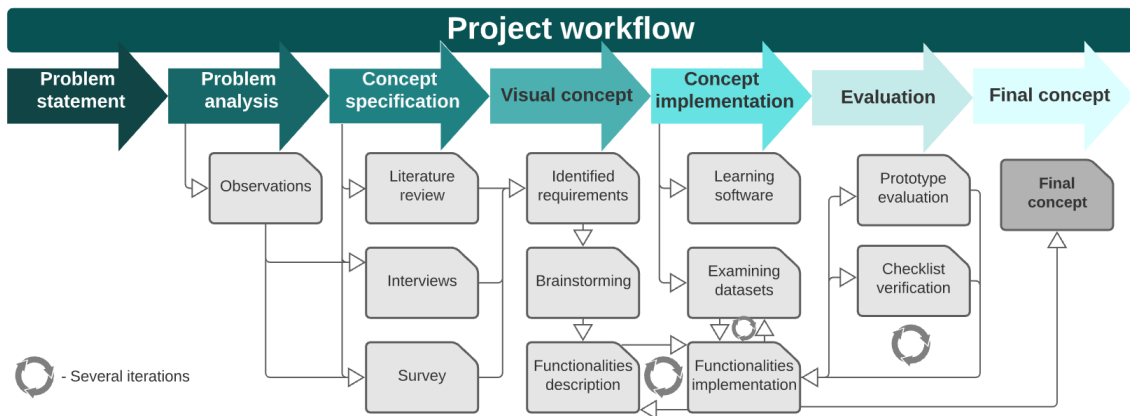 Project workflow
Problem
statement
Problem
analysis
Concept
specification
Visual concept
Concept
implementation
Evaluation
Final concept
Observations
Literature
review
Interviews
Survey
Identified
requirements
Brainstorming
Functionalities
description
Learning
software
Examining
datasets
Functionalities
implementation
Prototype
evaluation
Checklist
verification
Final
concept
- Several iterations